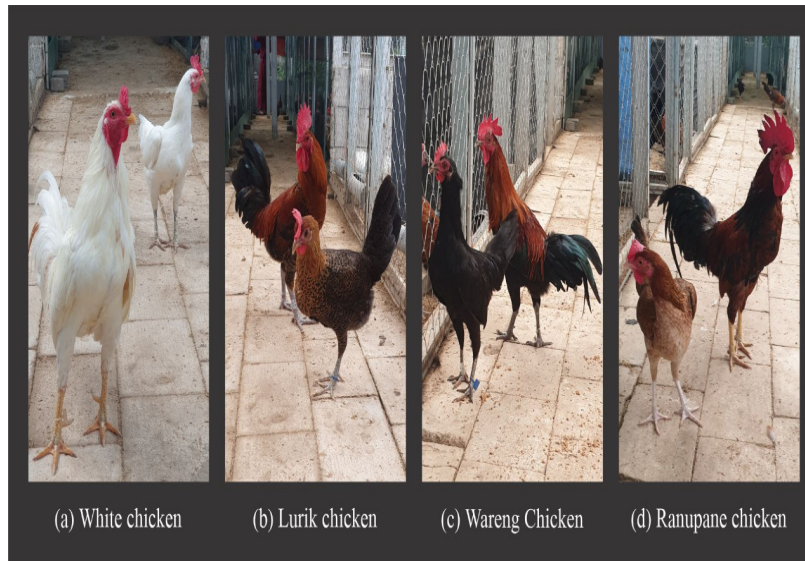 (a) White chicken
(b) Lurik chicken
(c) Wareng Chicken
(d) Ranupane chicken